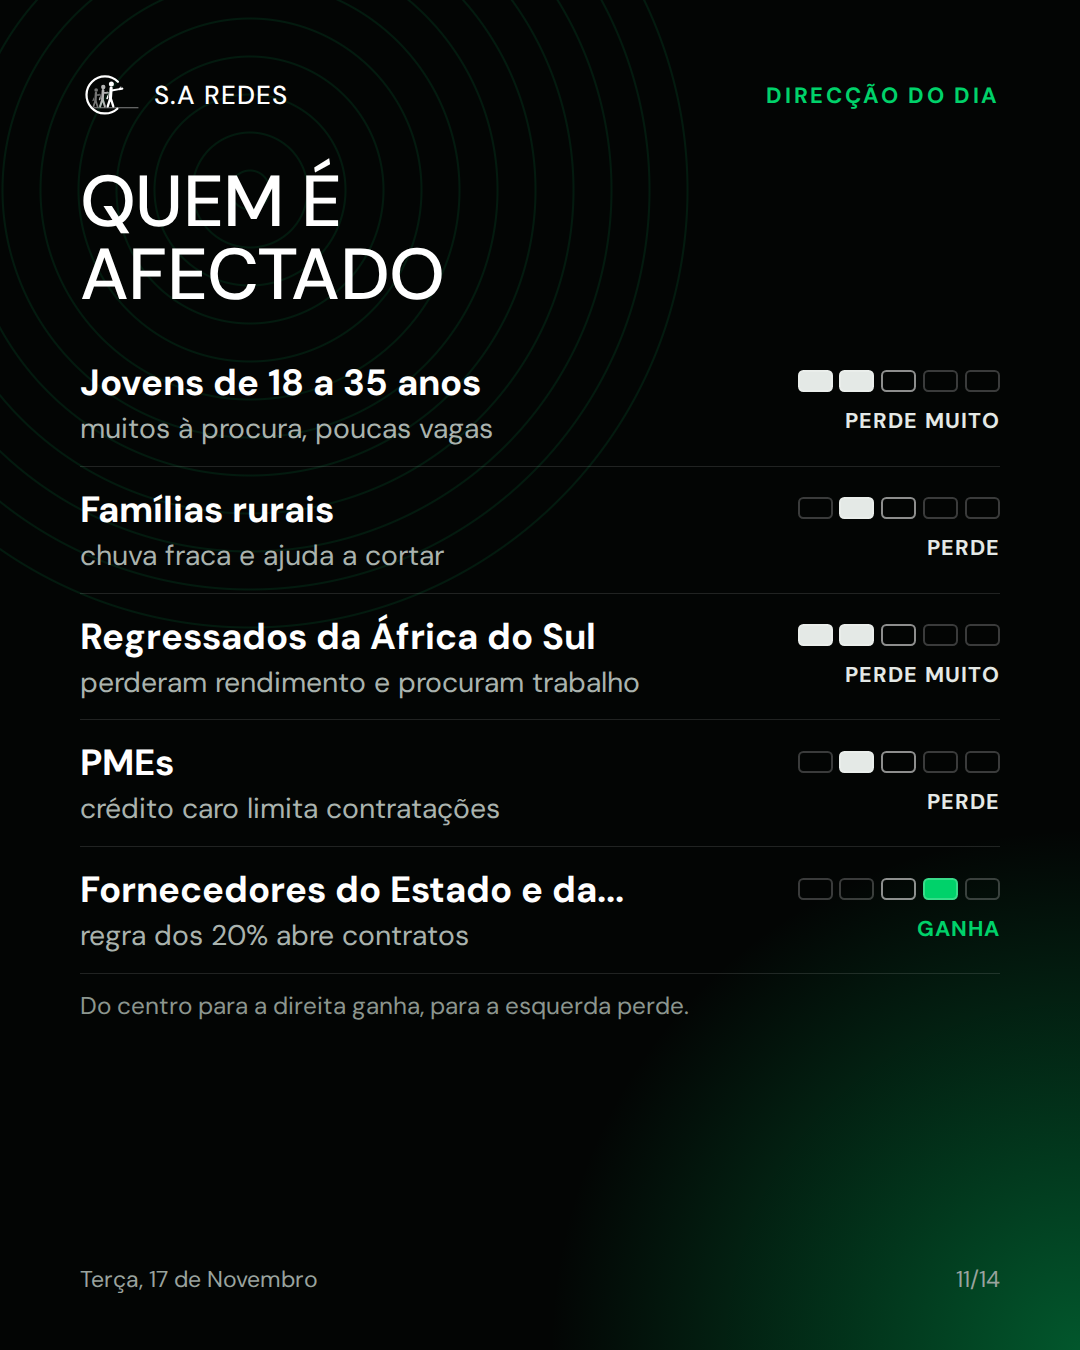 S.A REDES
DIRECÇÃO DO DIA
QUEM É
AFECTADO
Jovens de 18 a 35 anos
muitos à procura, poucas vagas
PERDE MUITO
Famílias rurais
chuva fraca e ajuda a cortar
PERDE
Regressados da África do Sul
perderam rendimento e procuram trabalho
PERDE MUITO
PMEs
crédito caro limita contratações
PERDE
Fornecedores do Estado e da...
regra dos 20% abre contratos
GANHA
Do centro para a direita ganha, para a esquerda perde.
Terça, 17 de Novembro
11/14